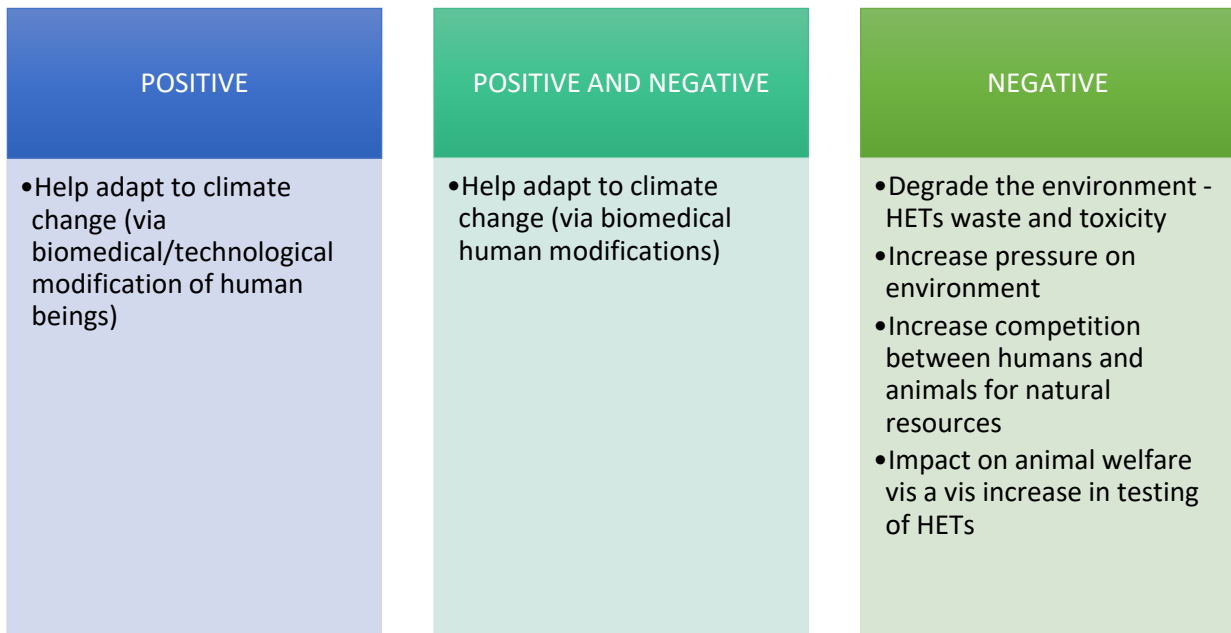 POSITIVE
•Help adapt to climate
change (via
biomedical/technological
modification of human
beings)
POSITIVE AND NEGATIVE
•Help adapt to climate
change (via biomedical
human modifications)
NEGATIVE
•Degrade the environment -
HETs waste and toxicity
•Increase pressure on
environment
•Increase competition
between humans and
animals for natural
resources
•Impact on animal welfare
vis a vis increase in testing
of HETs